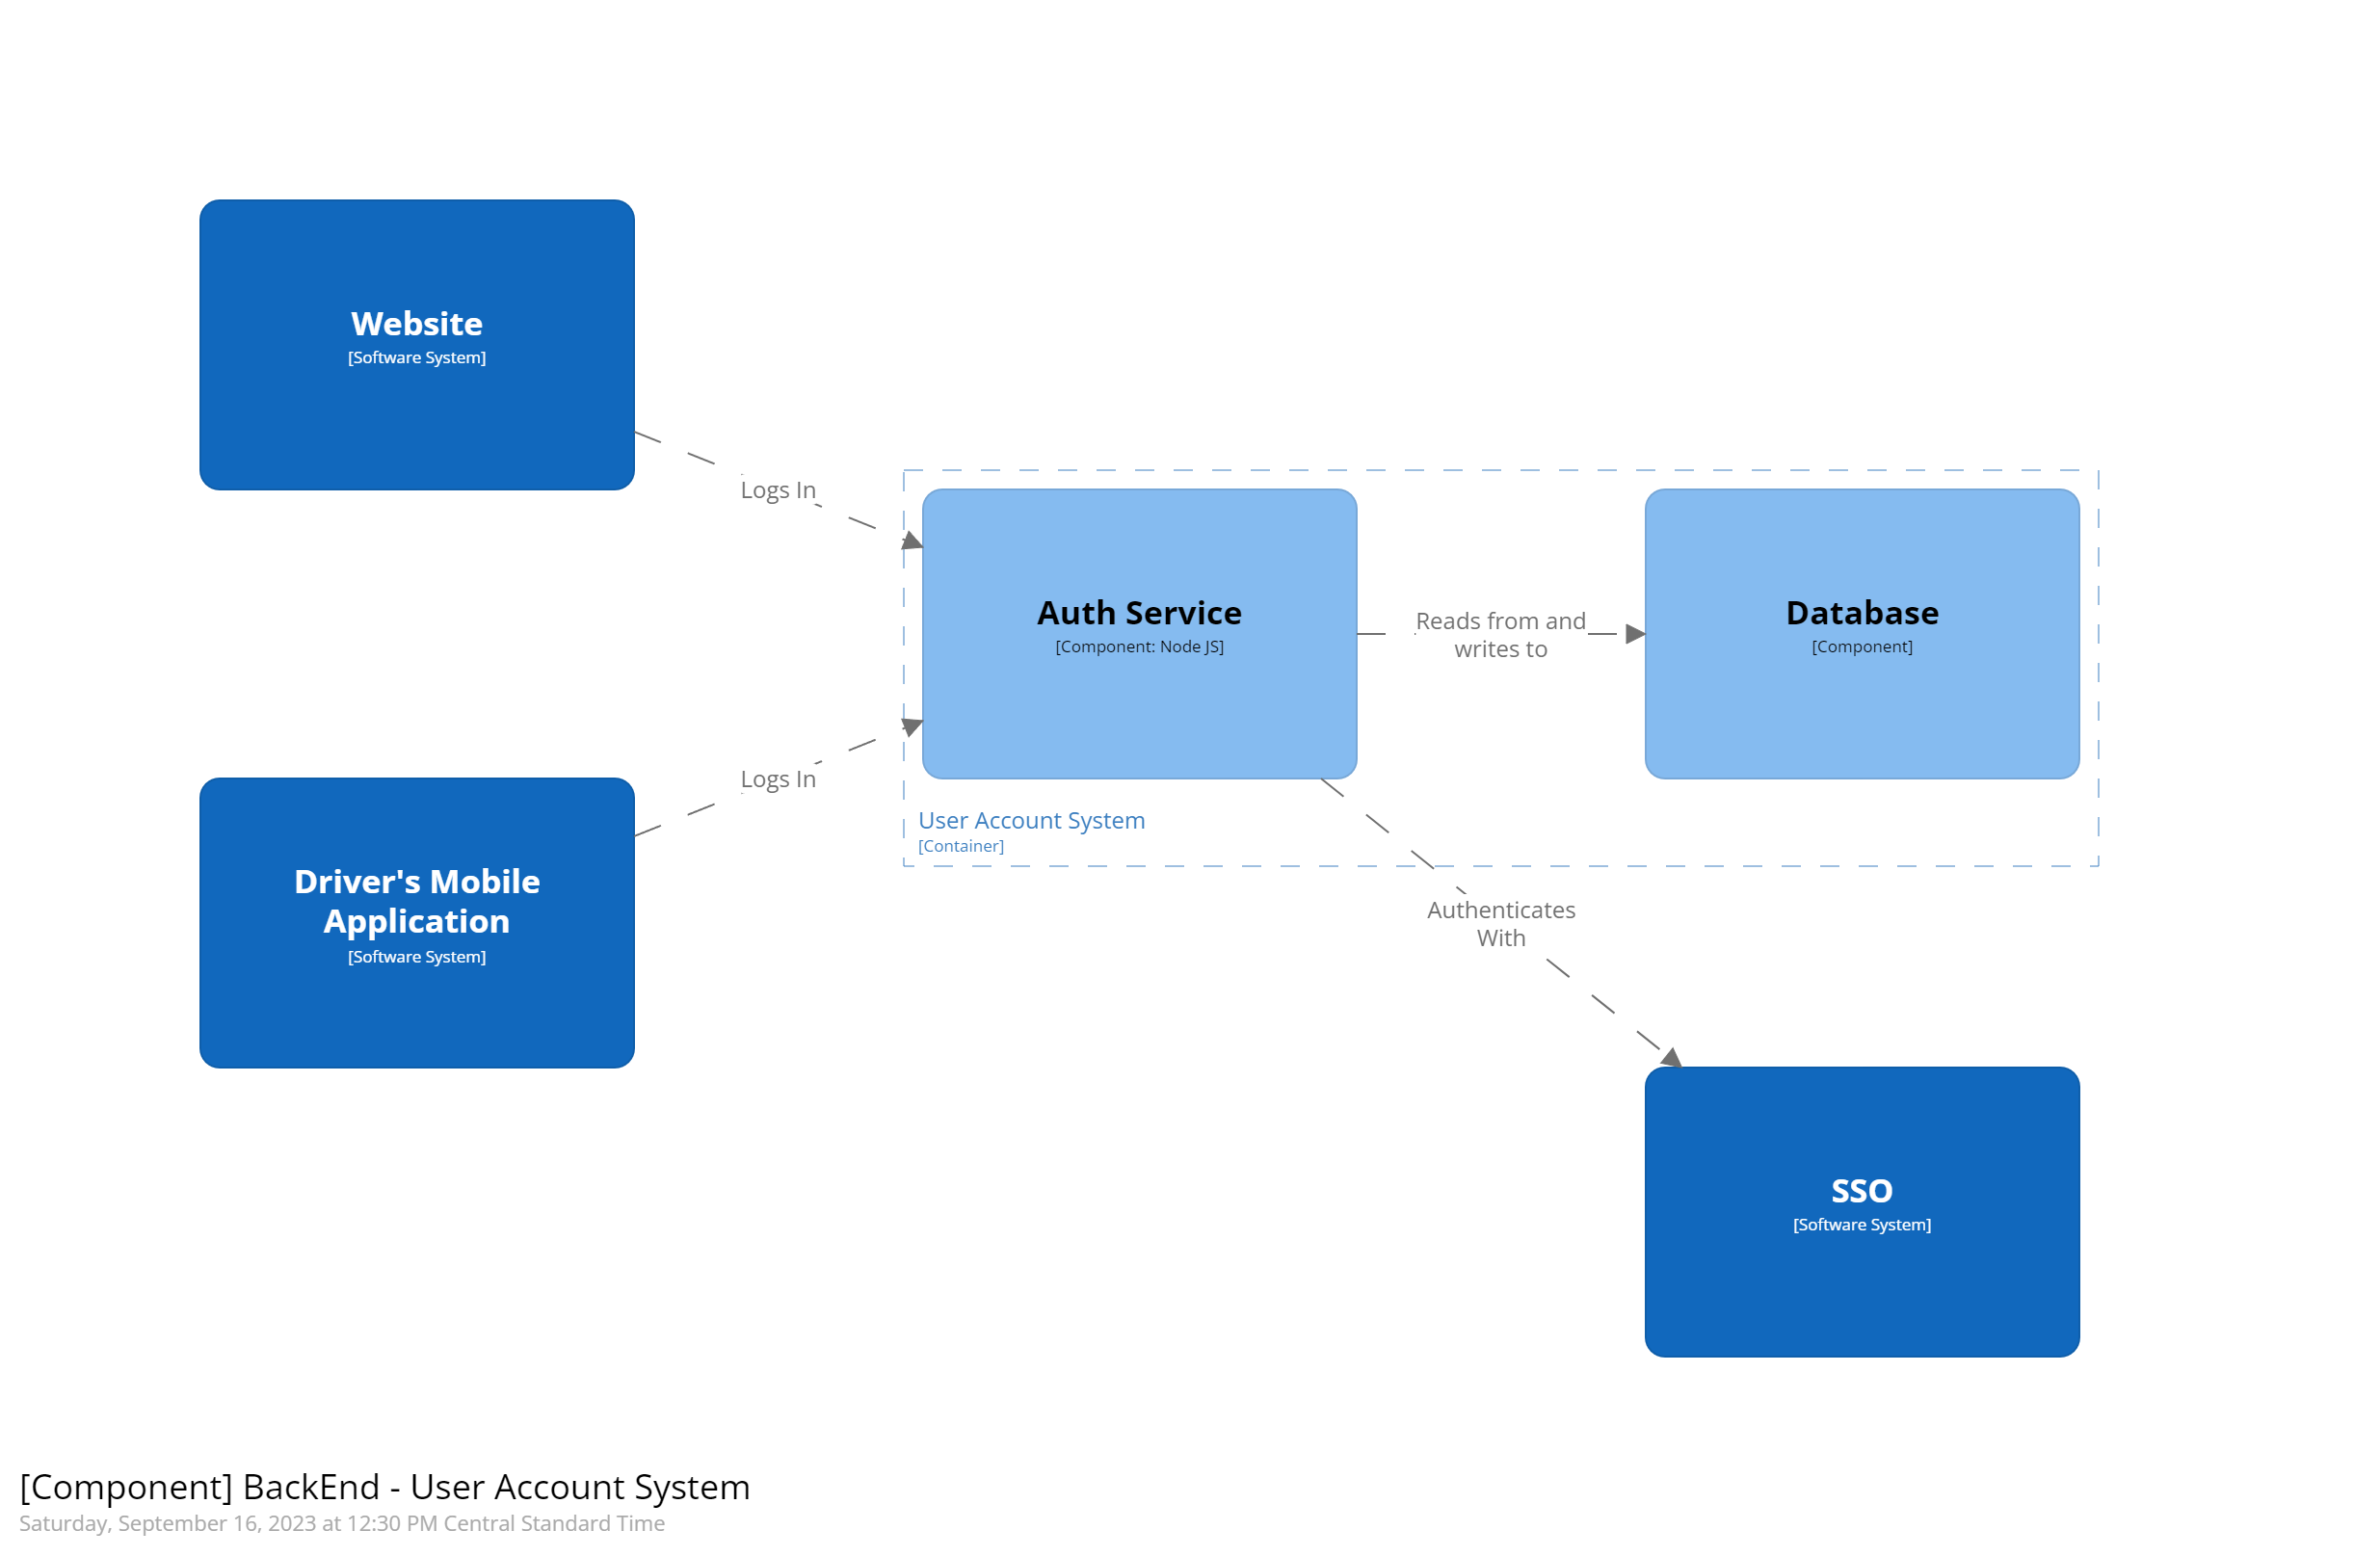 Website
[Software System]
Logs In
Auth Service
[Component: Node JS]
Reads from and
writes to
Database
[Component]
Logs In
User Account System
[Container]
Driver's Mobile
Application
[Software System]
Authenticates
With
SSO
[Software System]
[Component] BackEnd - User Account System
Saturday, September 16, 2023 at 12:30 PM Central Standard Time